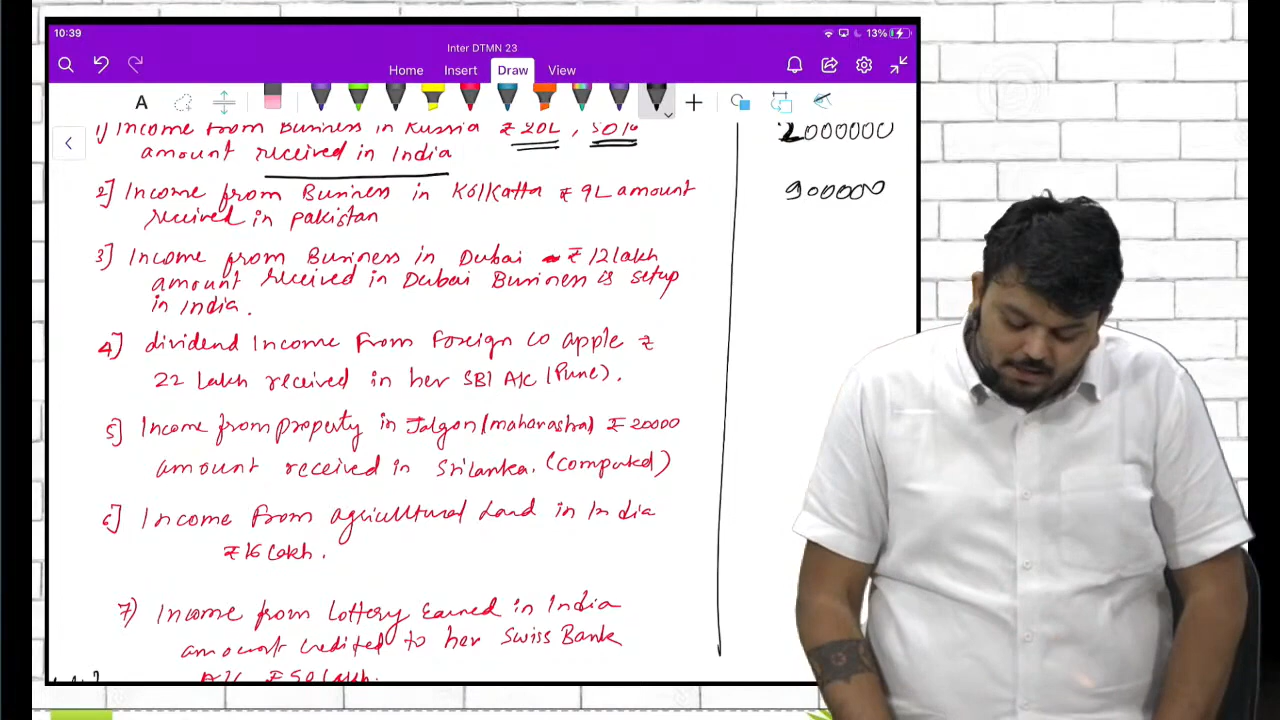 10:39
13%
Inter DTMN 23
Home Insert Draw View
A
1) Income from Business in Russia ₹ 20L, 50% 2000000
amount received in India
2] Income from Business in Kolkatta ₹ 9L amount 900000
received in pakistan
3] Income from Business in Dubai ₹ 12 lakh
amount received in Dubai Business is setup
in India.
4] dividend Income From Foreign Co apple ₹
22 Lakh received in her SBI A/c (Pune).
5] Income from property in Jalgon (maharashtra) ₹ 20000
amount received in Srilanka. (Computed)
6] Income From agricultural Land in India
₹ 16 Lakh.
7) Income from Lottery Earned in India
amount credited to her Swiss Bank
A/c ₹ 50 lakh.